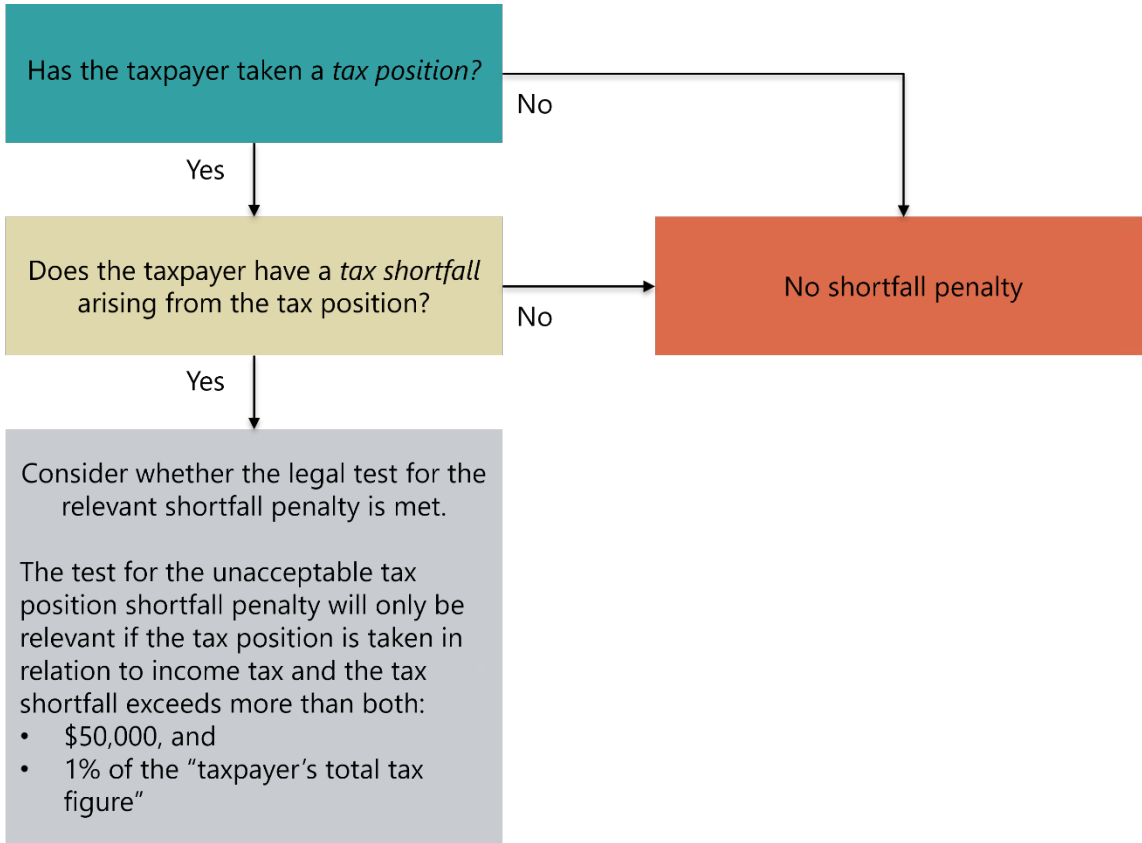 Has the taxpayer taken a tax position?
No
Yes
Does the taxpayer have a tax shortfall
arising from the tax position?
No
No shortfall penalty
Yes
Consider whether the legal test for the
relevant shortfall penalty is met.
The test for the unacceptable tax
position shortfall penalty will only be
relevant if the tax position is taken in
relation to income tax and the tax
shortfall exceeds more than both:
• $50,000, and
• 1% of the “taxpayer’s total tax
figure”